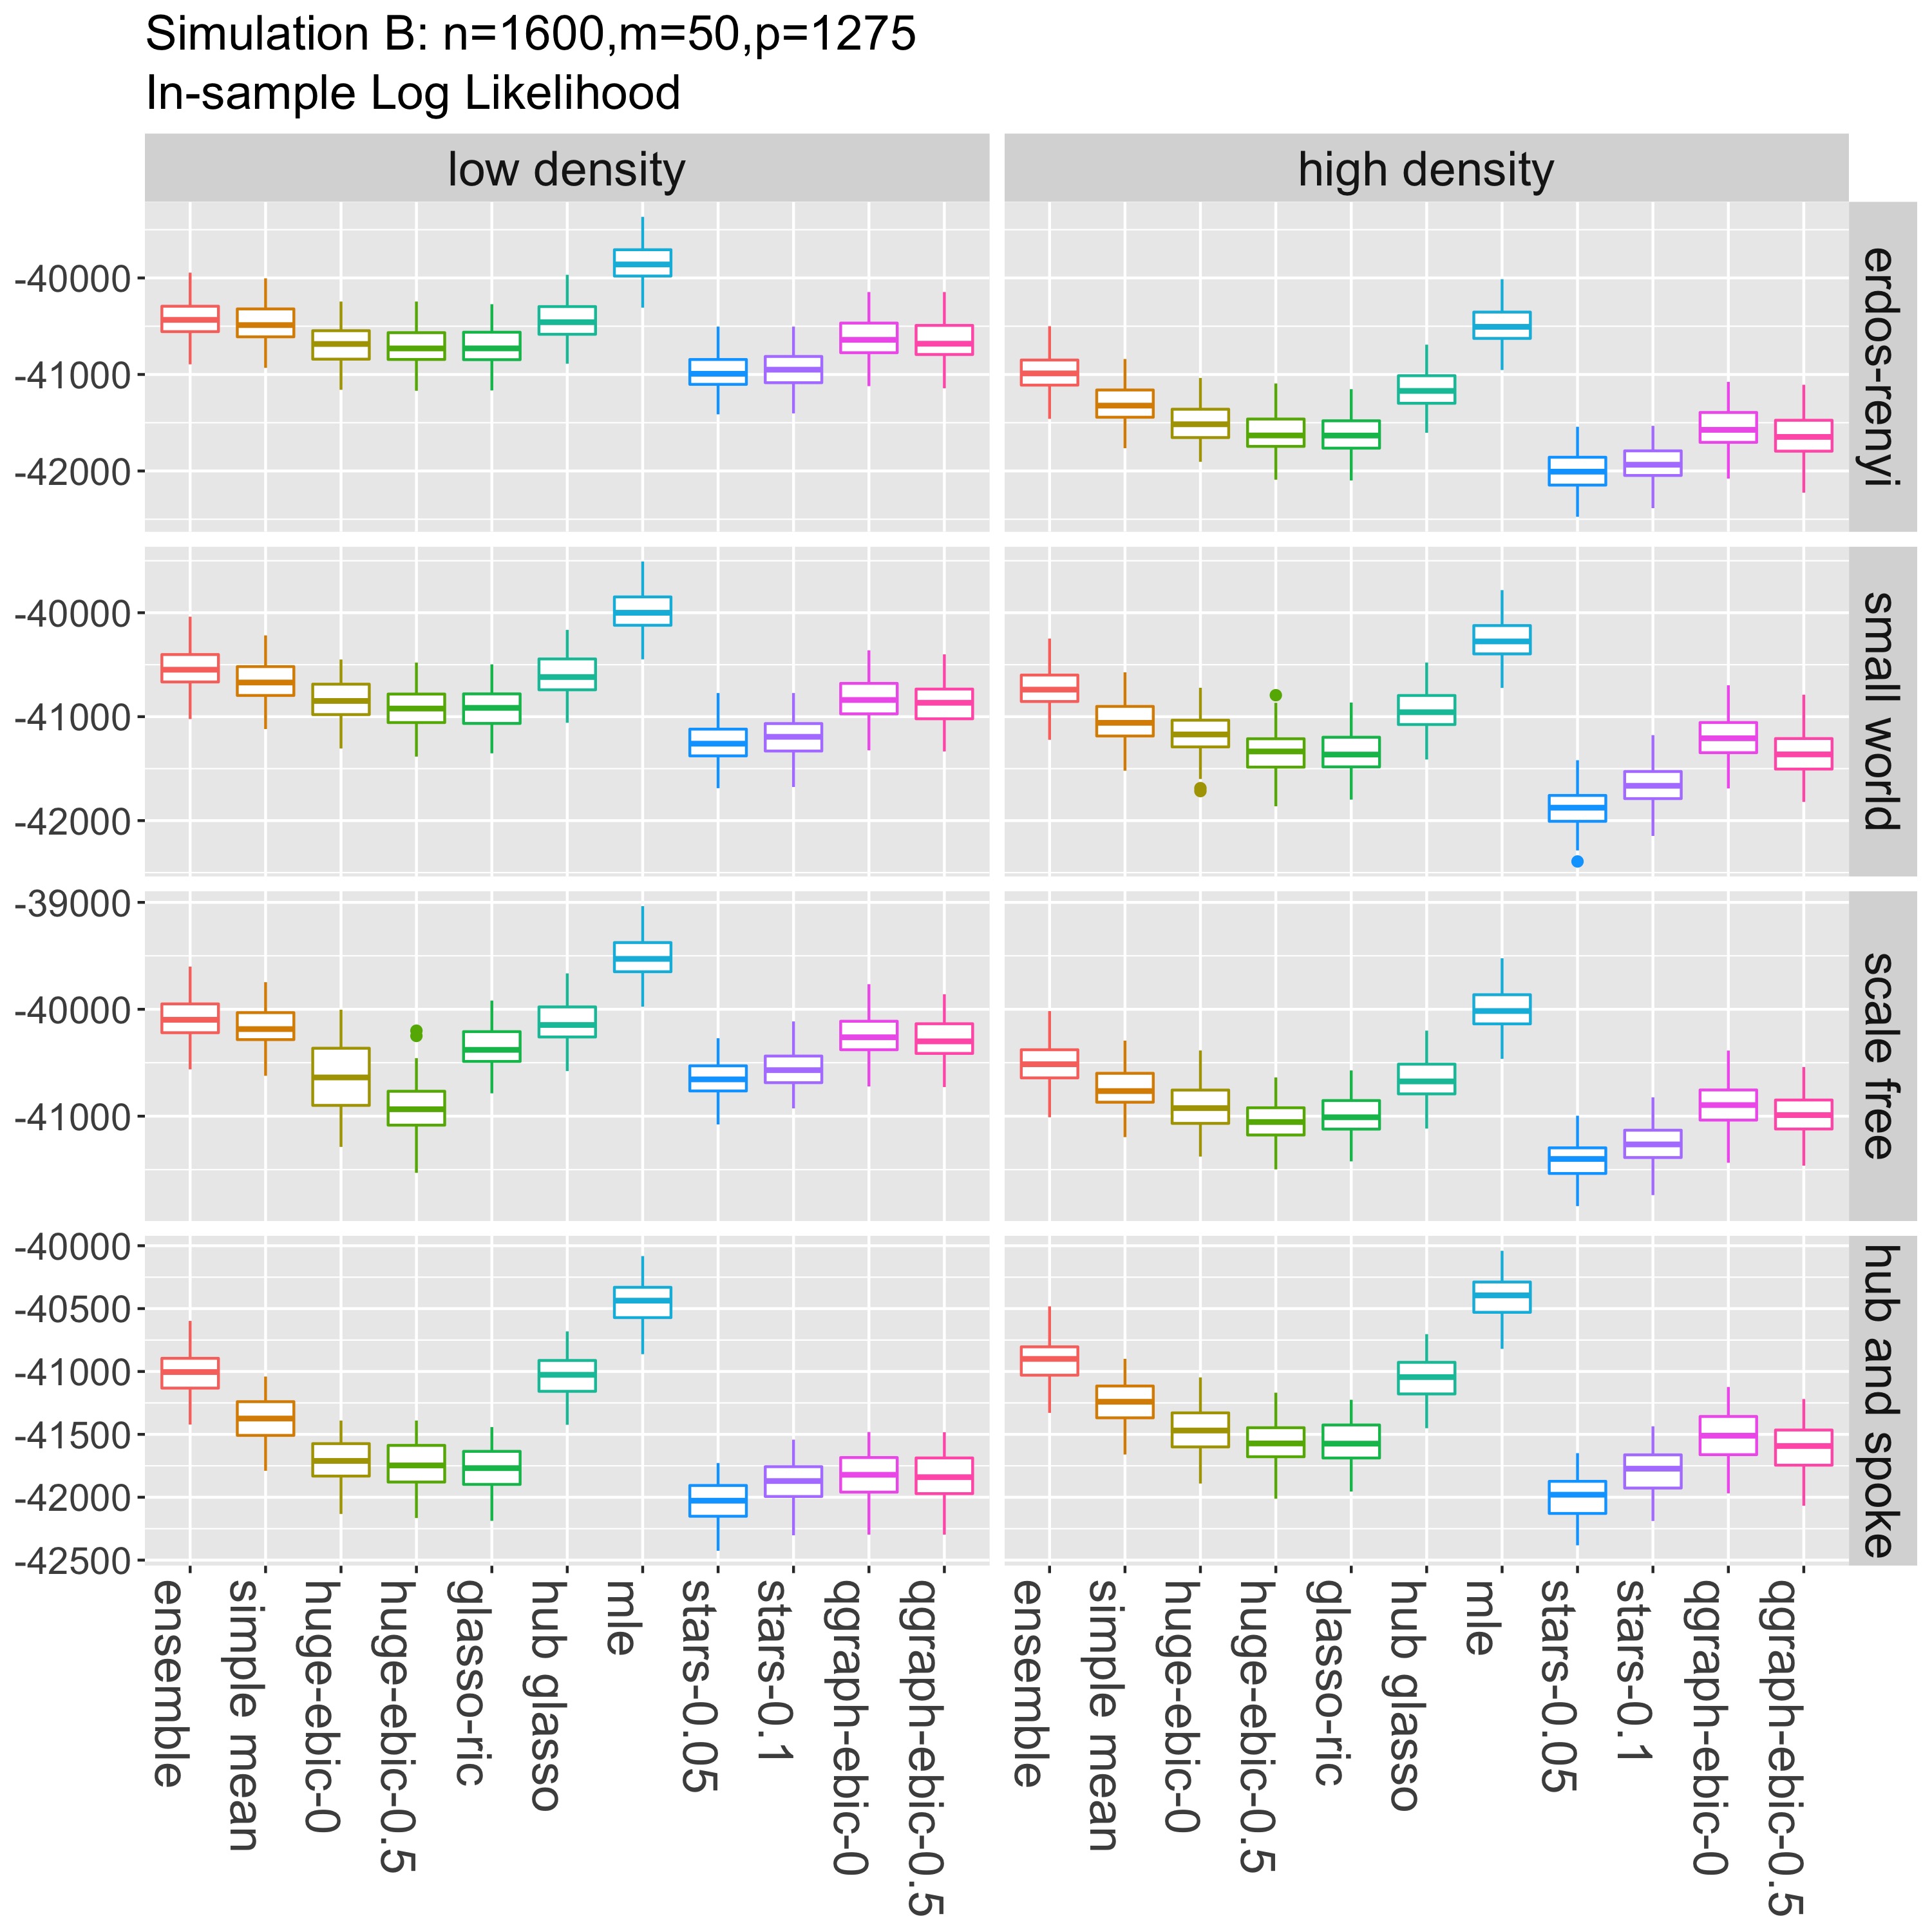 Simulation B: n=1600,m=50,p=1275
In-sample Log Likelihood
low density
high density
-40000
-41000
-42000
erdos-renyi
-40000
-41000
-42000
small world
-39000
-40000
-41000
scale free
-40000
-40500
-41000
-41500
-42000
-42500
hub and spoke
ensemble
simple mean
huge-ebic-0
huge-ebic-0.5
glasso-ric
hub glasso
mle
stars-0.05
stars-0.1
qgraph-ebic-0
qgraph-ebic-0.5
ensemble
simple mean
huge-ebic-0
huge-ebic-0.5
glasso-ric
hub glasso
mle
stars-0.05
stars-0.1
qgraph-ebic-0
qgraph-ebic-0.5